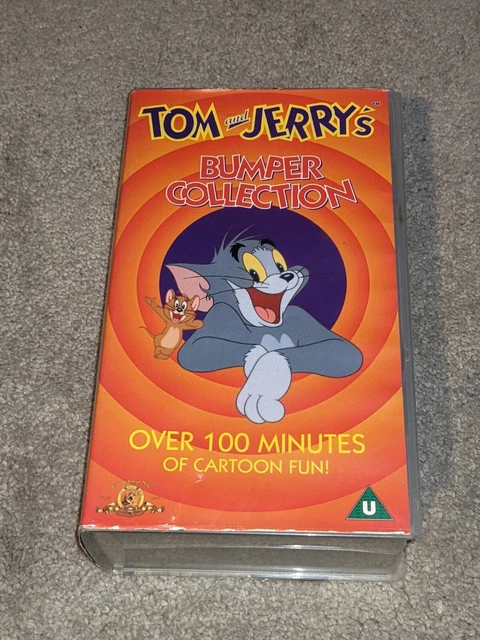 TOM and JERRY's
BUMPER
COLLECTION
OVER 100 MINUTES
OF CARTOON FUN!
U